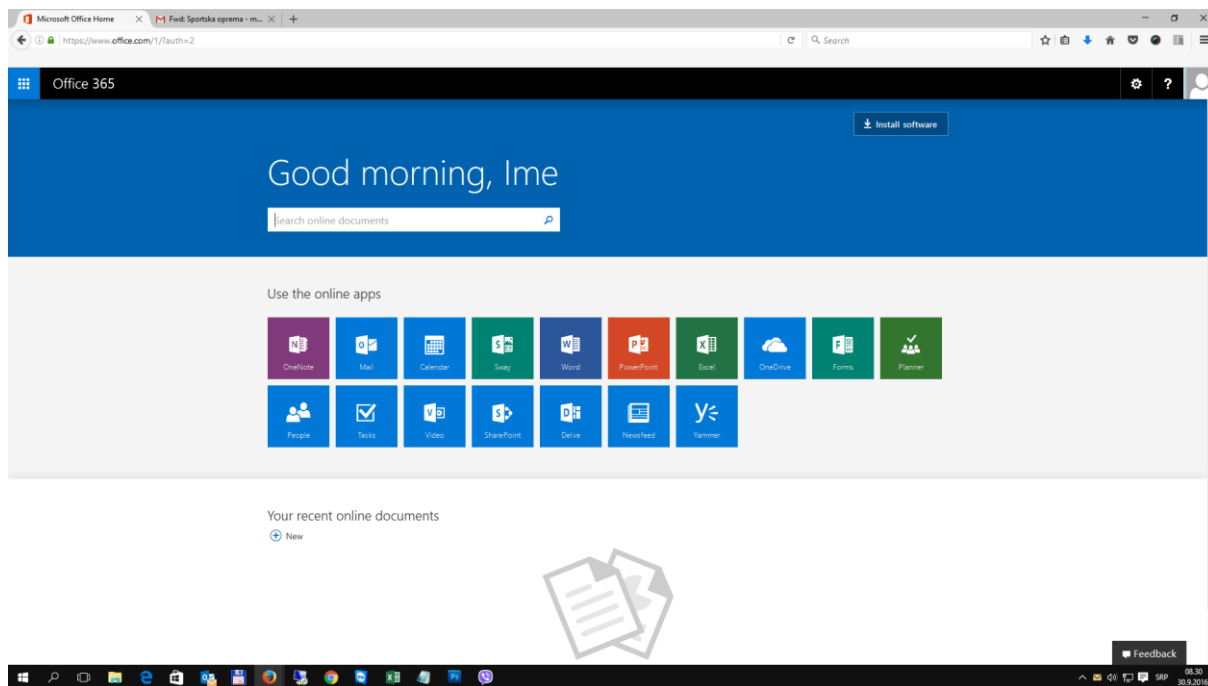 Microsoft Office Home
Fwd: Sportska oprema - m...
https://www.office.com/1/?auth=2
Search
Office 365
?
Install software
Good morning, Ime
Search online documents
Use the online apps
OneNote Mail Calendar Sway Word PowerPoint Excel OneDrive Forms Planner
People Tasks Video SharePoint Delve Newsfeed Yammer
Your recent online documents
New
Feedback
SRP
08.30
30.9.2016